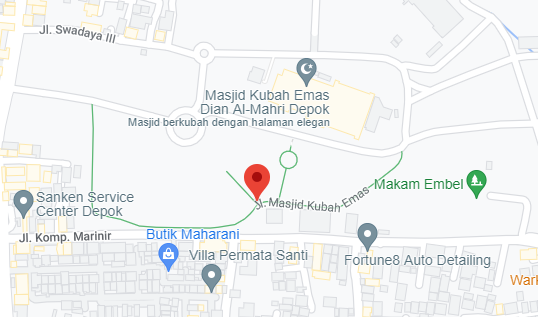 Jl. Swadaya III
Masjid Kubah Emas
Dian Al-Mahri Depok
Masjid berkubah dengan halaman elegan
Makam Embel
Sanken Service
Center Depok
Jl.-Masjid-Kubah-Emas
Jl. Komp. Marinir
Butik Maharani
Villa Permata Santi
Fortune8 Auto Detailing
Wark